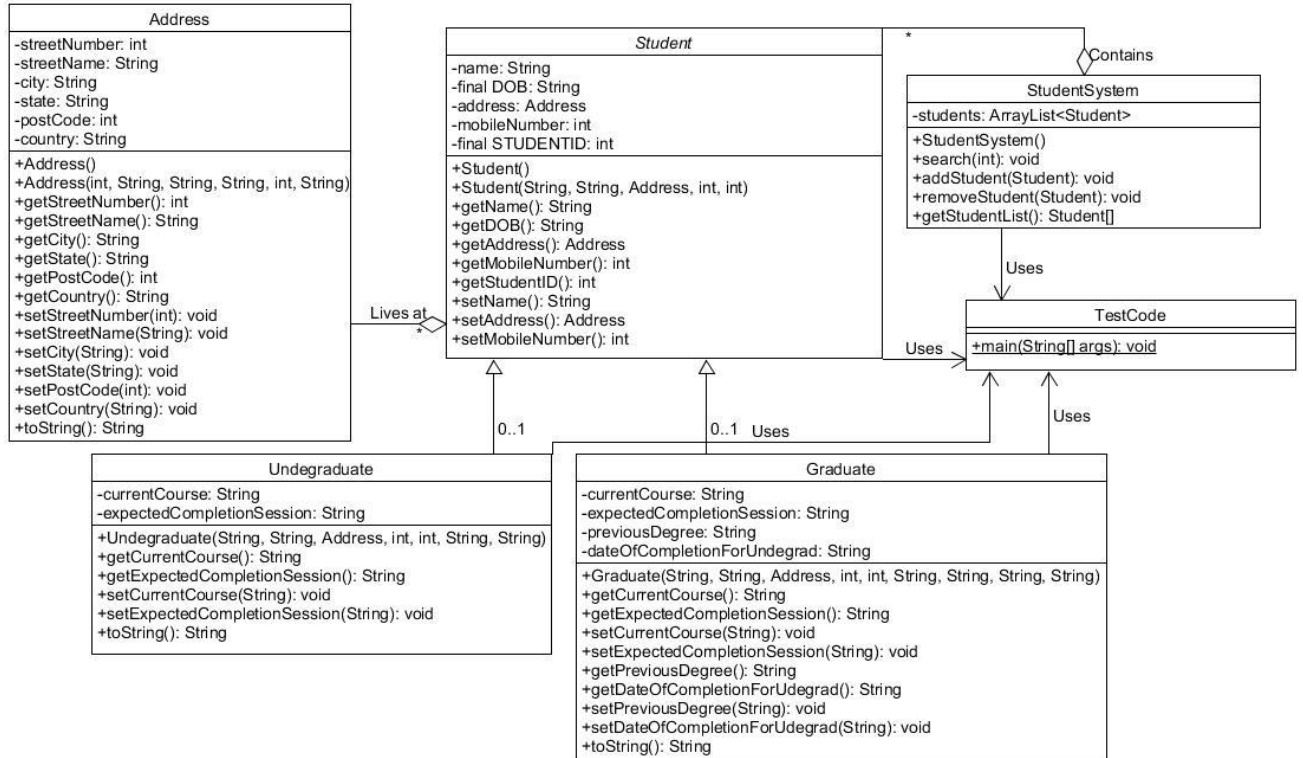 Address
-streetNumber: int
-streetName: String
-city: String
-state: String
-postCode: int
-country: String
+Address()
+Address(int, String, String, String, int, String)
+getStreetNumber(): int
+getStreetName(): String
+getCity(): String
+getState(): String
+getPostCode(): int
+getCountry(): String
+setStreetNumber(int): void
+setStreetName(String): void
+setCity(String): void
+setState(String): void
+setPostCode(int): void
+setCountry(String): void
+toString(): String
Lives at
*
Student
-name: String
-final DOB: String
-address: Address
-mobileNumber: int
-final STUDENTID: int
+Student()
+Student(String, String, Address, int, int)
+getName(): String
+getDOB(): String
+getAddress(): Address
+getMobileNumber(): int
+getStudentID(): int
+setName(): String
+setAddress(): Address
+setMobileNumber(): int
*
Contains
StudentSystem
-students: ArrayList<Student>
+StudentSystem()
+search(int): void
+addStudent(Student): void
+removeStudent(Student): void
+getStudentList(): Student[]
Uses
TestCode
+main(String[] args): void
Uses
0..1
0..1
Uses
Uses
Undegraduate
-currentCourse: String
-expectedCompletionSession: String
+Undegraduate(String, String, Address, int, int, String, String)
+getCurrentCourse(): String
+getExpectedCompletionSession(): String
+setCurrentCourse(String): void
+setExpectedCompletionSession(String): void
+toString(): String
Graduate
-currentCourse: String
-expectedCompletionSession: String
-previousDegree: String
-dateOfCompletionForUndegrad: String
+Graduate(String, String, Address, int, int, String, String, String, String)
+getCurrentCourse(): String
+getExpectedCompletionSession(): String
+setCurrentCourse(String): void
+setExpectedCompletionSession(String): void
+getPreviousDegree(): String
+getDateOfCompletionForUdegrad(): String
+setPreviousDegree(String): void
+setDateOfCompletionForUdegrad(String): void
+toString(): String